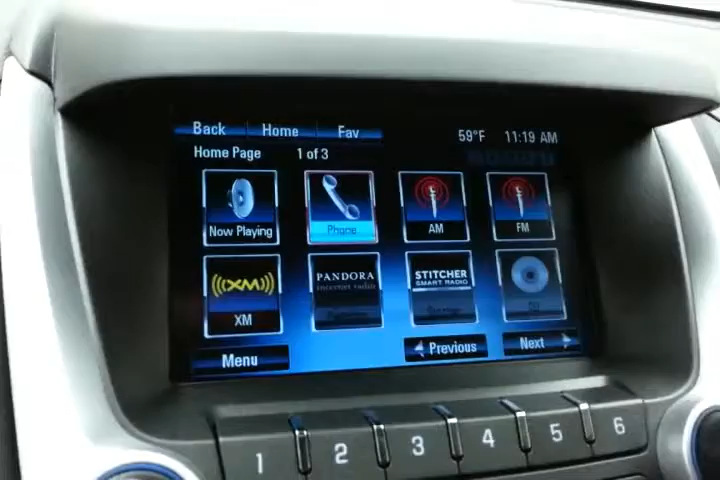 Back Home Fav 59°F 11:19 AM
Home Page 1 of 3
Now Playing Phone AM FM
((XM)) PANDORA STITCHER
internet radio SMART RADIO
XM
Menu Previous Next
1 2 3 4 5 6